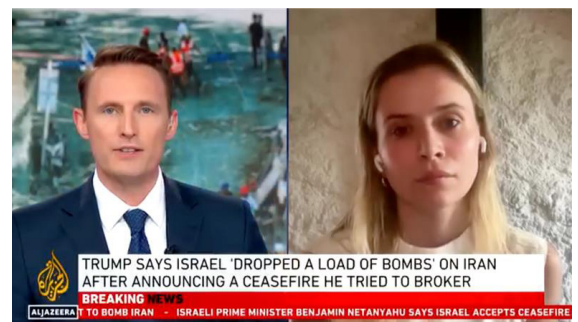 TRUMP SAYS ISRAEL 'DROPPED A LOAD OF BOMBS' ON IRAN
AFTER ANNOUNCING A CEASEFIRE HE TRIED TO BROKER
BREAKING NEWS
الجزيرة
ALJAZEERA
T TO BOMB IRAN - ISRAELI PRIME MINISTER BENJAMIN NETANYAHU SAYS ISRAEL ACCEPTS CEASEFIRE